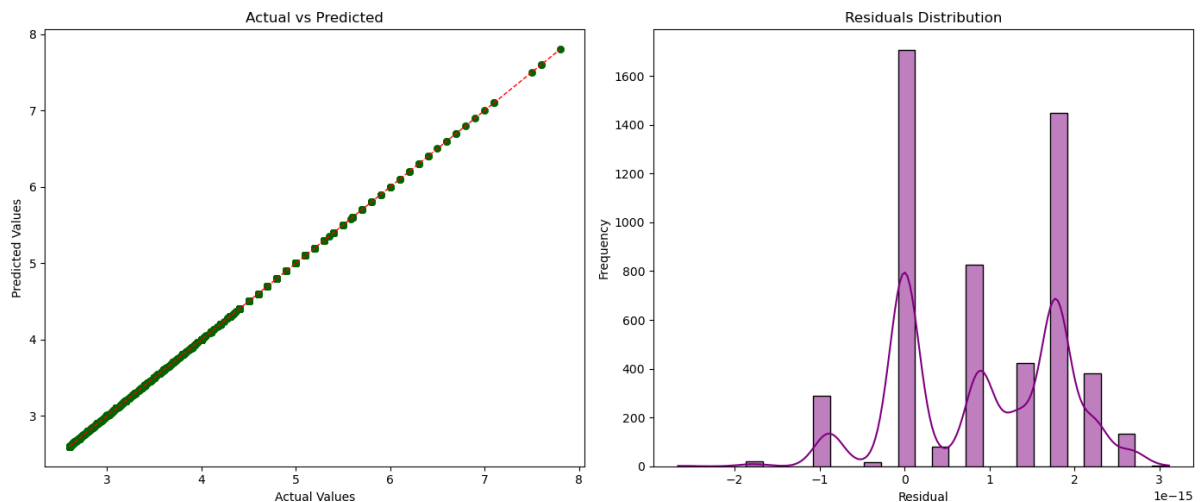 Actual vs Predicted
8
7
6
5
4
3
Predicted Values
3 4 5 6 7 8
Actual Values
Residuals Distribution
1600
1400
1200
1000
800
600
400
200
0
Frequency
−2 −1 0 1 2 3
1e−15
Residual